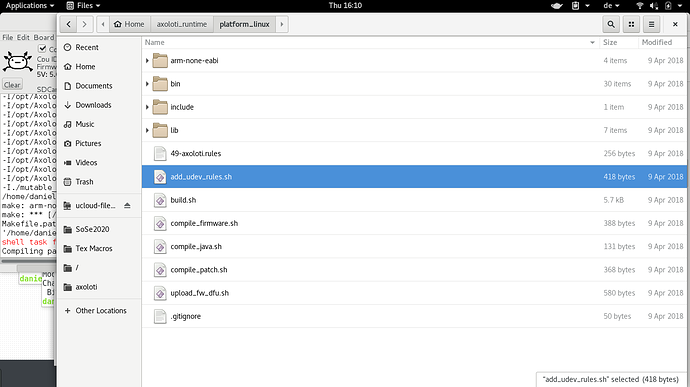 Applications Files Thu 16:10 de
Home axoloti_runtime platform_linux
File Edit Board
Co
Cou ID
Firmw
5V: 5.
Clear
SDCar
-I/opt/Axolo
-I/opt/Axolo
-I/opt/Axolo
-I/opt/Axolo
-I/opt/Axolo
-I/opt/Axolo
-I/opt/Axolo
-I./mutable_
/home/daniel
make: arm-no
make: *** [/
Makefile.pat
'/home/danie
shell task f
Compiling pa
danie
Cha
Bi
Recent
Home
Documents
Downloads
Music
Pictures
Videos
Trash
ucloud-file...
SoSe2020
Tex Macros
/
axoloti
+ Other Locations
Name Size Modified
arm-none-eabi 4 items 9 Apr 2018
bin 30 items 9 Apr 2018
include 1 item 9 Apr 2018
lib 7 items 9 Apr 2018
49-axoloti.rules 256 bytes 9 Apr 2018
add_udev_rules.sh 418 bytes 9 Apr 2018
build.sh 5.7 kB 9 Apr 2018
compile_firmware.sh 388 bytes 9 Apr 2018
compile_java.sh 131 bytes 9 Apr 2018
compile_patch.sh 368 bytes 9 Apr 2018
upload_fw_dfu.sh 580 bytes 9 Apr 2018
.gitignore 50 bytes 9 Apr 2018
"add_udev_rules.sh" selected (418 bytes)